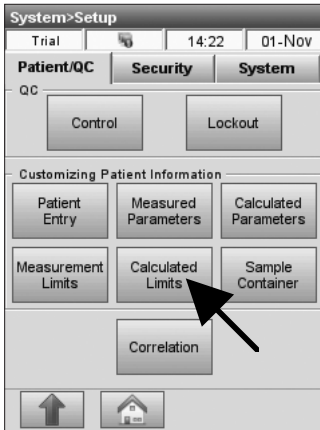 System>Setup
Trial 14:22 01-Nov
Patient/QC Security System
QC
Control Lockout
Customizing Patient Information
Patient Entry Measured Parameters Calculated Parameters
Measurement Limits Calculated Limits Sample Container
Correlation